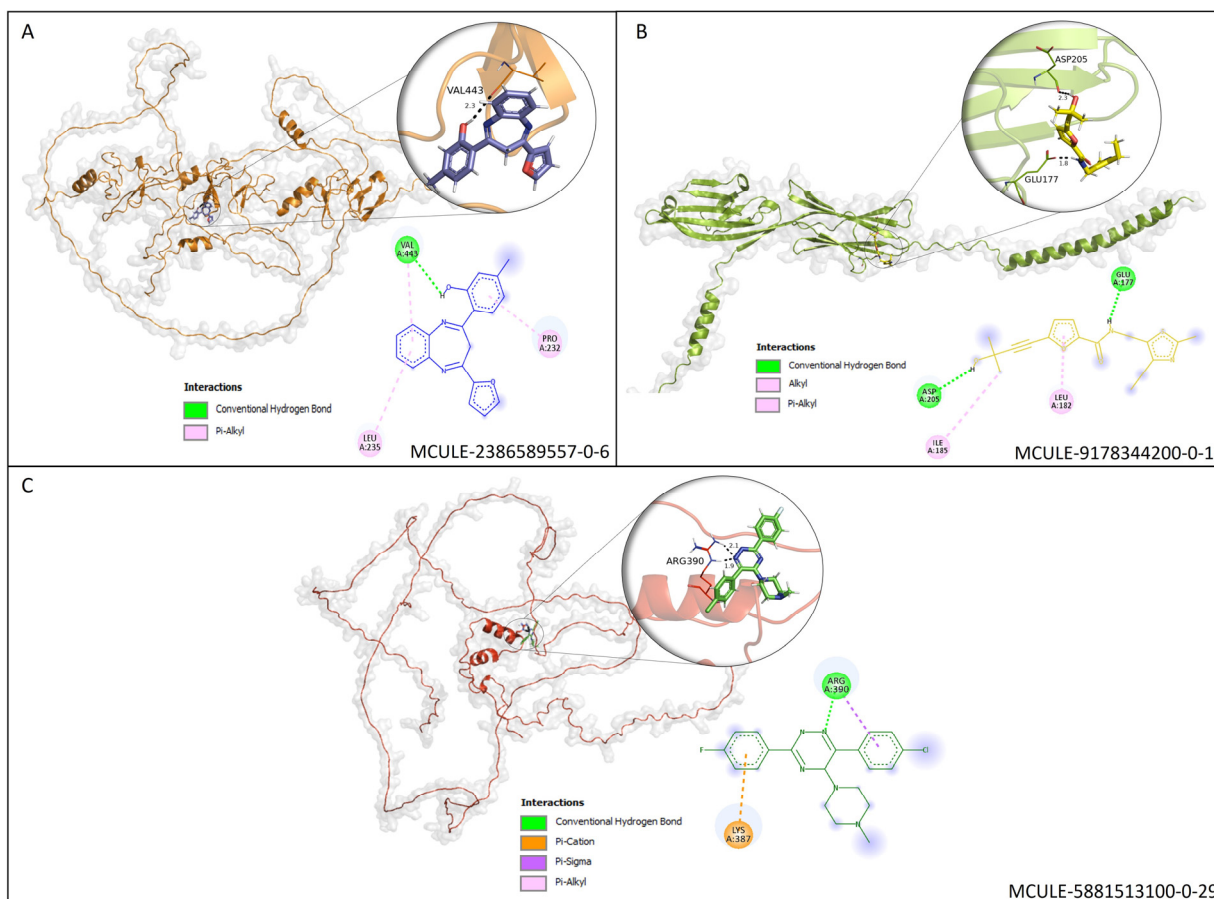 A
VAL443
2.3
VAL
A:443
H
O
N
N
O
PRO
A:232
LEU
A:235
Interactions
Conventional Hydrogen Bond
Pi-Alkyl
MCULE-2386589557-0-6
B
ASP205
2.3
1.8
GLU177
GLU
A:177
H
H
ASP
A:205
LEU
A:182
ILE
A:185
Interactions
Conventional Hydrogen Bond
Alkyl
Pi-Alkyl
MCULE-9178344200-0-1
C
ARG390
2.1
1.9
ARG
A:390
F
N
N
N
Cl
N
N
LYS
A:387
Interactions
Conventional Hydrogen Bond
Pi-Cation
Pi-Sigma
Pi-Alkyl
MCULE-5881513100-0-29